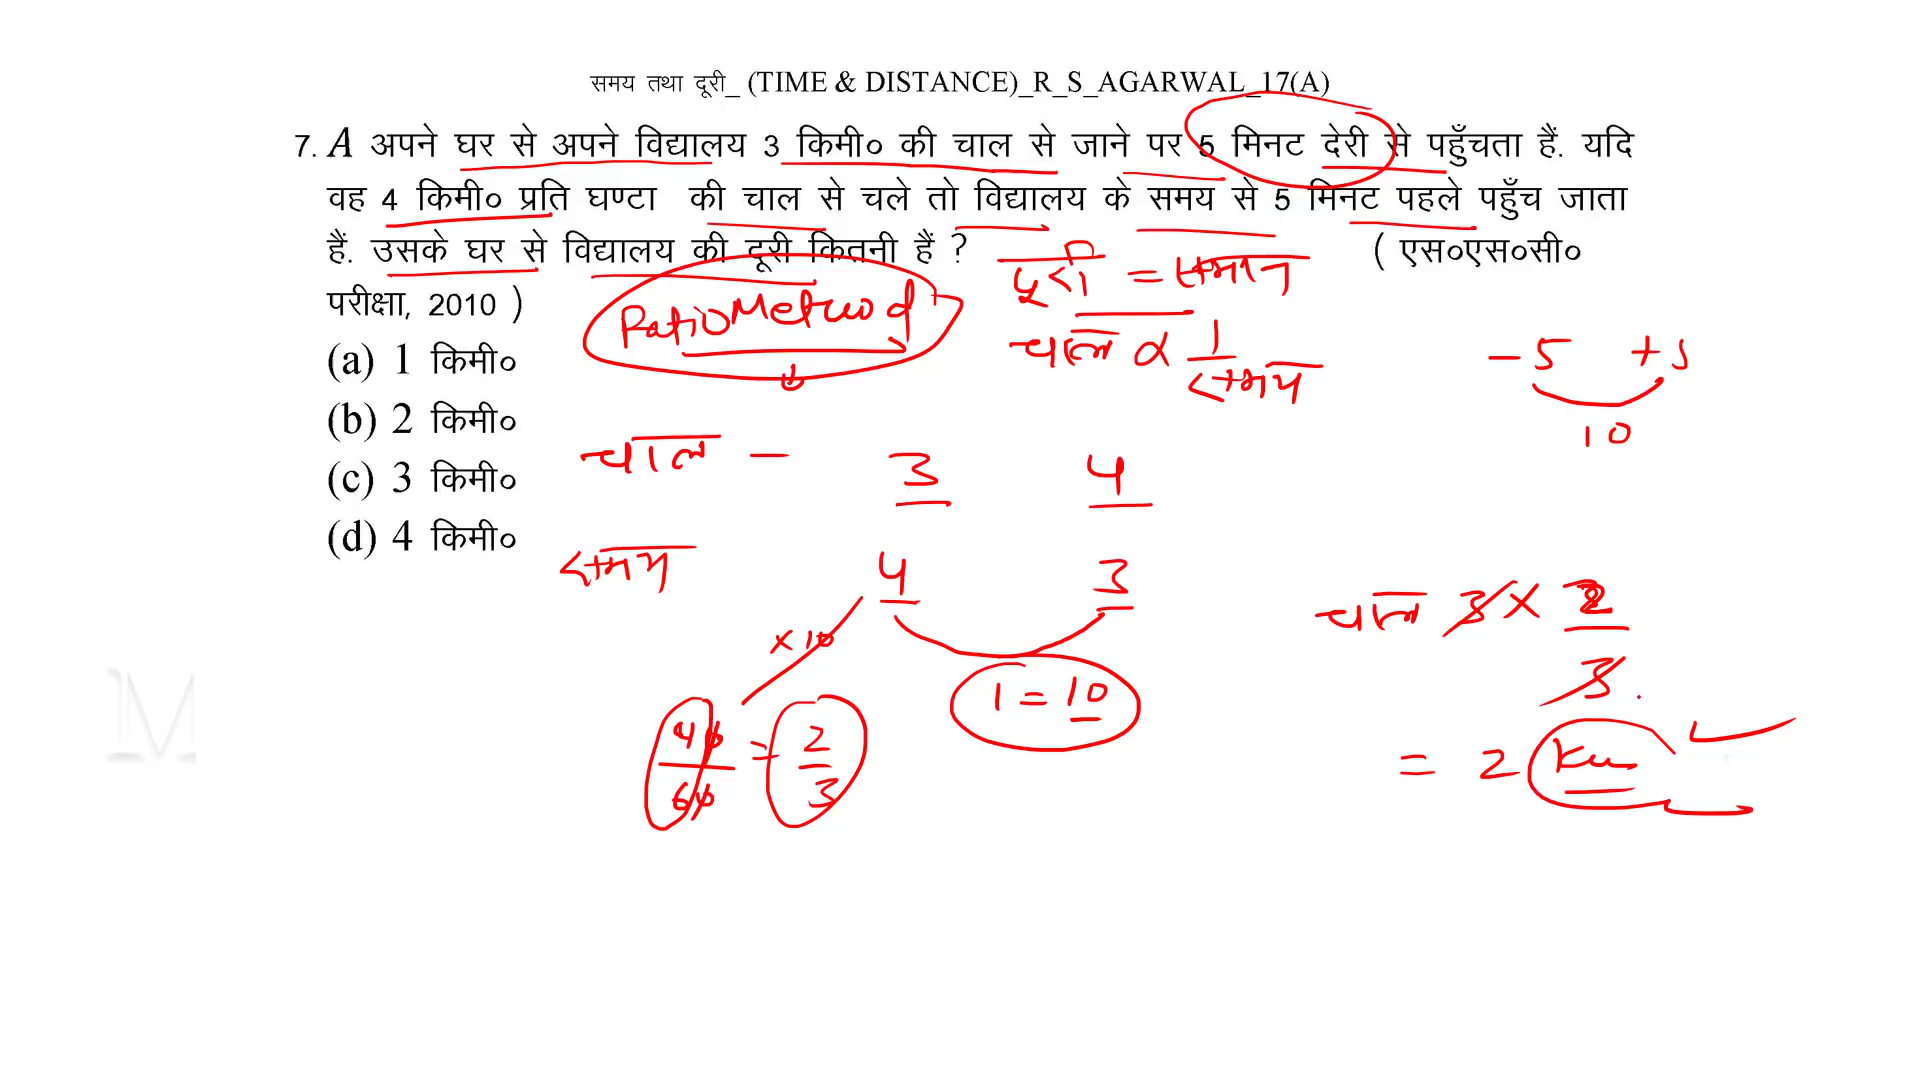 समय तथा दूरी_ (TIME & DISTANCE)_R_S_AGARWAL_17(A)
7. A अपने घर से अपने विद्यालय 3 किमी० की चाल से जाने पर 5 मिनट देरी से पहुँचता हैं. यदि
वह 4 किमी० प्रति घण्टा की चाल से चले तो विद्यालय के समय से 5 मिनट पहले पहुँच जाता
हैं. उसके घर से विद्यालय की दूरी कितनी हैं ? ( एस०एस०सी०
परीक्षा, 2010 )
(a) 1 किमी०
(b) 2 किमी०
(c) 3 किमी०
(d) 4 किमी०
Ratio Method
दूरी = समान
चाल ∝ 1/समय
-5 +5
10
चाल - 3 4
समय 4 3
×10
1 = 10
40/60 = 2/3
चाल 3 × 2/3
= 2 Km
M